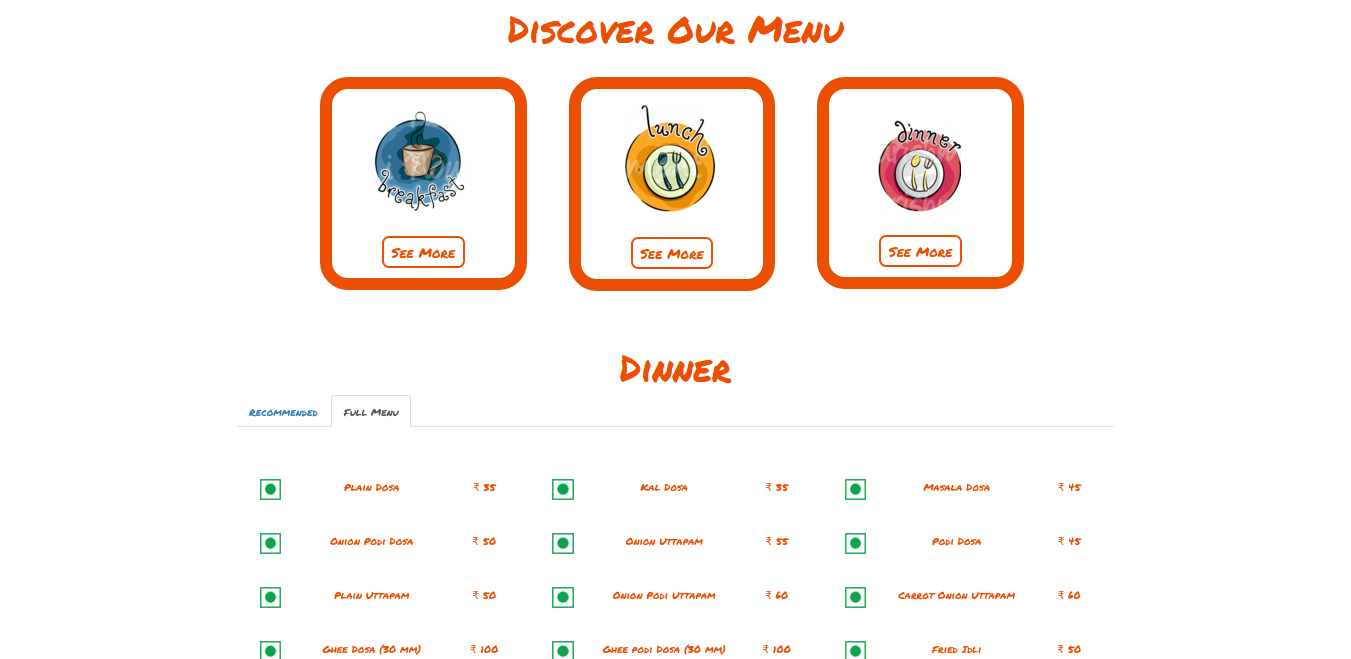 Discover Our Menu
breakfast
lunch
dinner
See More
See More
See More
Dinner
Recommended
Full Menu
Plain Dosa ₹ 35 Kal Dosa ₹ 35 Masala Dosa ₹ 45
Onion Podi Dosa ₹ 50 Onion Uttapam ₹ 55 Podi Dosa ₹ 45
Plain Uttapam ₹ 50 Onion Podi Uttapam ₹ 60 Carrot Onion Uttapam ₹ 60
Ghee Dosa (30 mm) ₹ 100 Ghee podi Dosa (30 mm) ₹ 100 Fried Idli ₹ 50